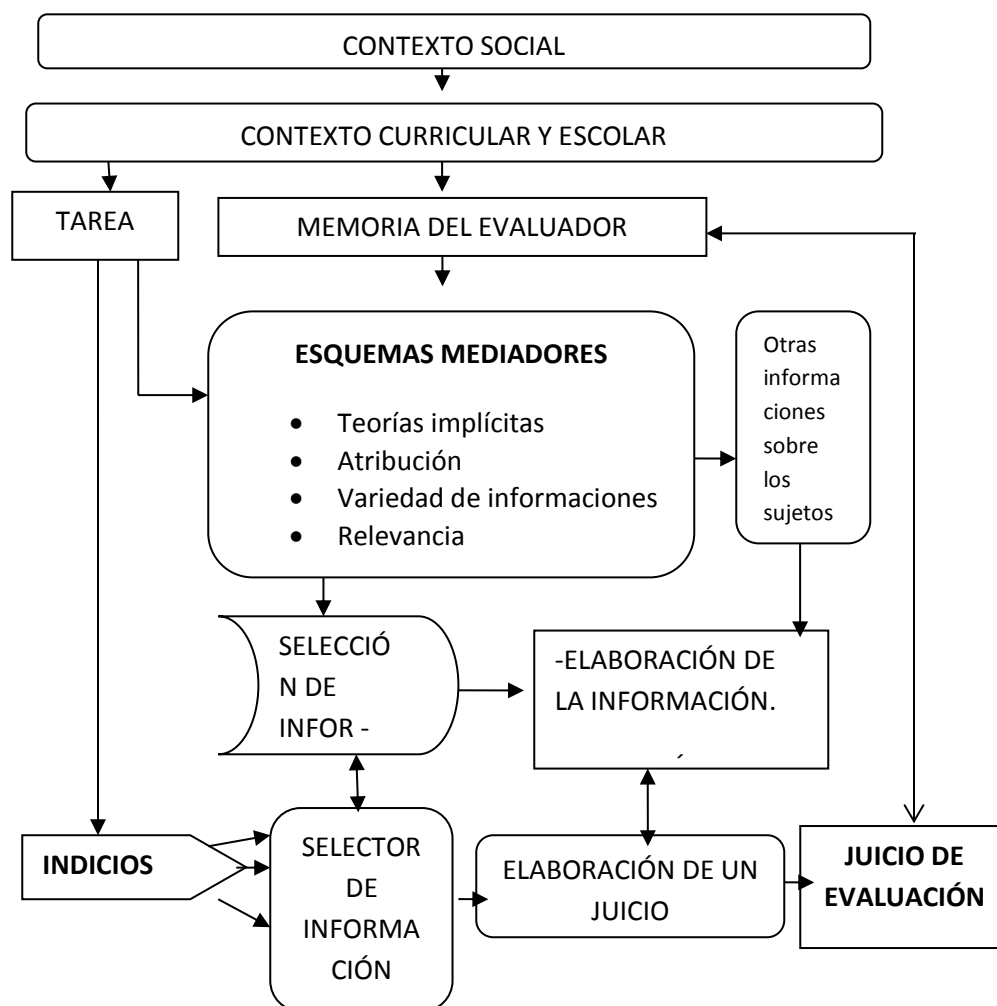 CONTEXTO SOCIAL
CONTEXTO CURRICULAR Y ESCOLAR
TAREA
MEMORIA DEL EVALUADOR
ESQUEMAS MEDIADORES
• Teorías implícitas
• Atribución
• Variedad de informaciones
• Relevancia
Otras
informa
ciones
sobre
los
sujetos
SELECCIÓ
N DE
INFOR -
-ELABORACIÓN DE
LA INFORMACIÓN.
INDICIOS
SELECTOR
DE
INFORMA
CIÓN
ELABORACIÓN DE UN
JUICIO
JUICIO DE
EVALUACIÓN